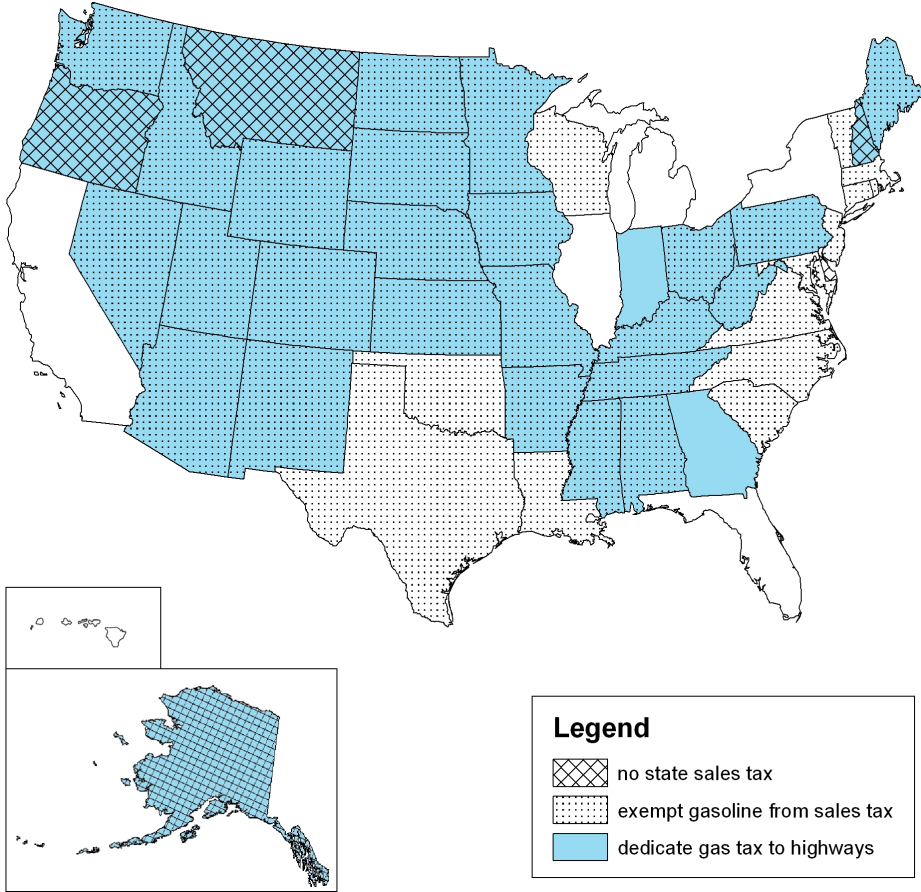 Legend
no state sales tax
exempt gasoline from sales tax
dedicate gas tax to highways